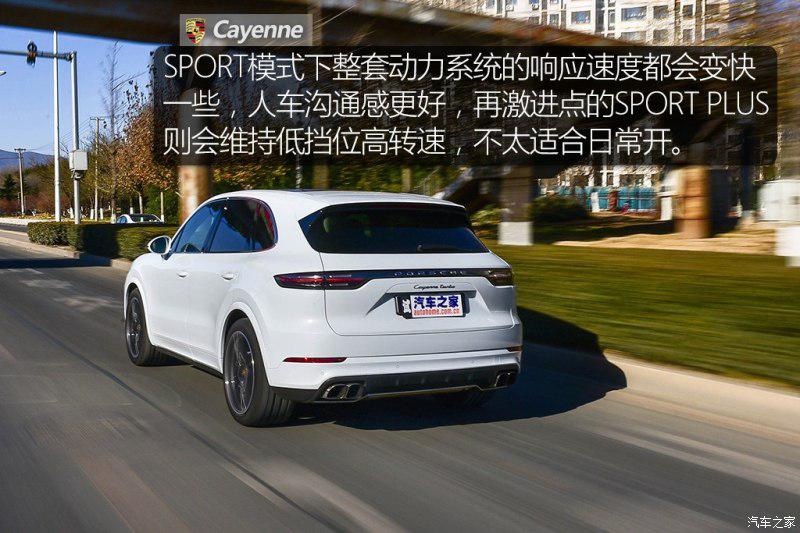 Cayenne
SPORT模式下整套动力系统的响应速度都会变快
一些，人车沟通感更好，再激进点的SPORT PLUS
则会维持低挡位高转速，不太适合日常开。
PORSCHE
Cayenne turbo
汽车之家
autohome.com.cn
汽车之家